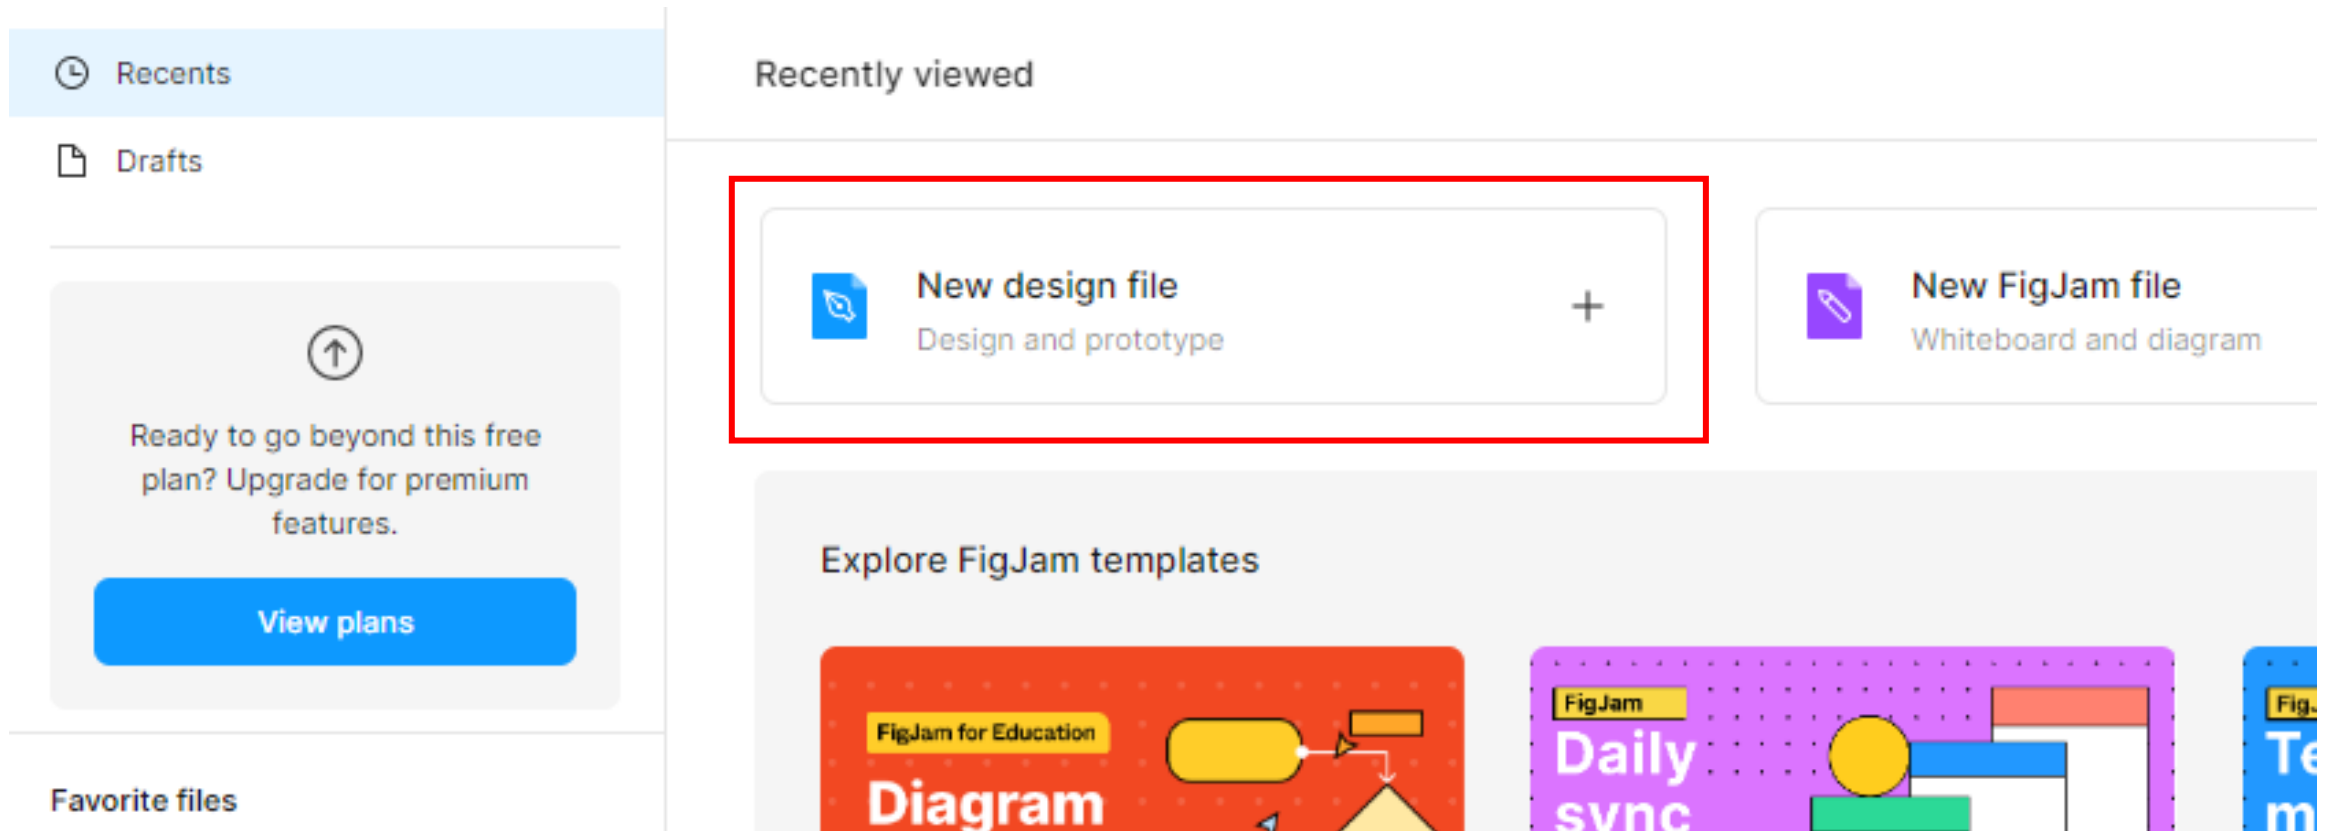 Recents
Drafts
Ready to go beyond this free
plan? Upgrade for premium
features.
View plans
Favorite files
Recently viewed
New design file
Design and prototype
New FigJam file
Whiteboard and diagram
Explore FigJam templates
FigJam for Education
Diagram
FigJam
Daily
sync